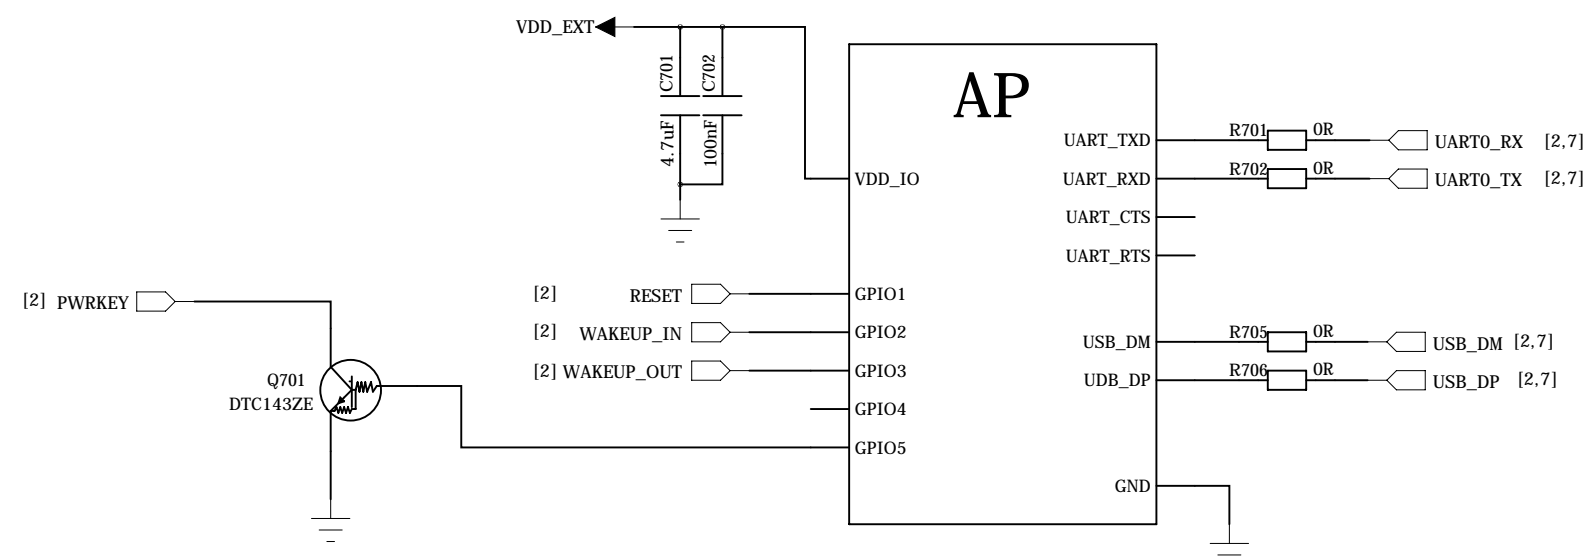 VDD_EXT
C701
C702
4.7uF
100nF
AP
UART_TXD
R701
0R
UART0_RX [2,7]
VDD_IO
UART_RXD
R702
0R
UART0_TX [2,7]
UART_CTS
UART_RTS
[2] PWRKEY
[2] RESET
GPIO1
[2] WAKEUP_IN
GPIO2
USB_DM
R705
0R
USB_DM [2,7]
[2] WAKEUP_OUT
GPIO3
UDB_DP
R706
0R
USB_DP [2,7]
Q701
DTC143ZE
GPIO4
GPIO5
GND